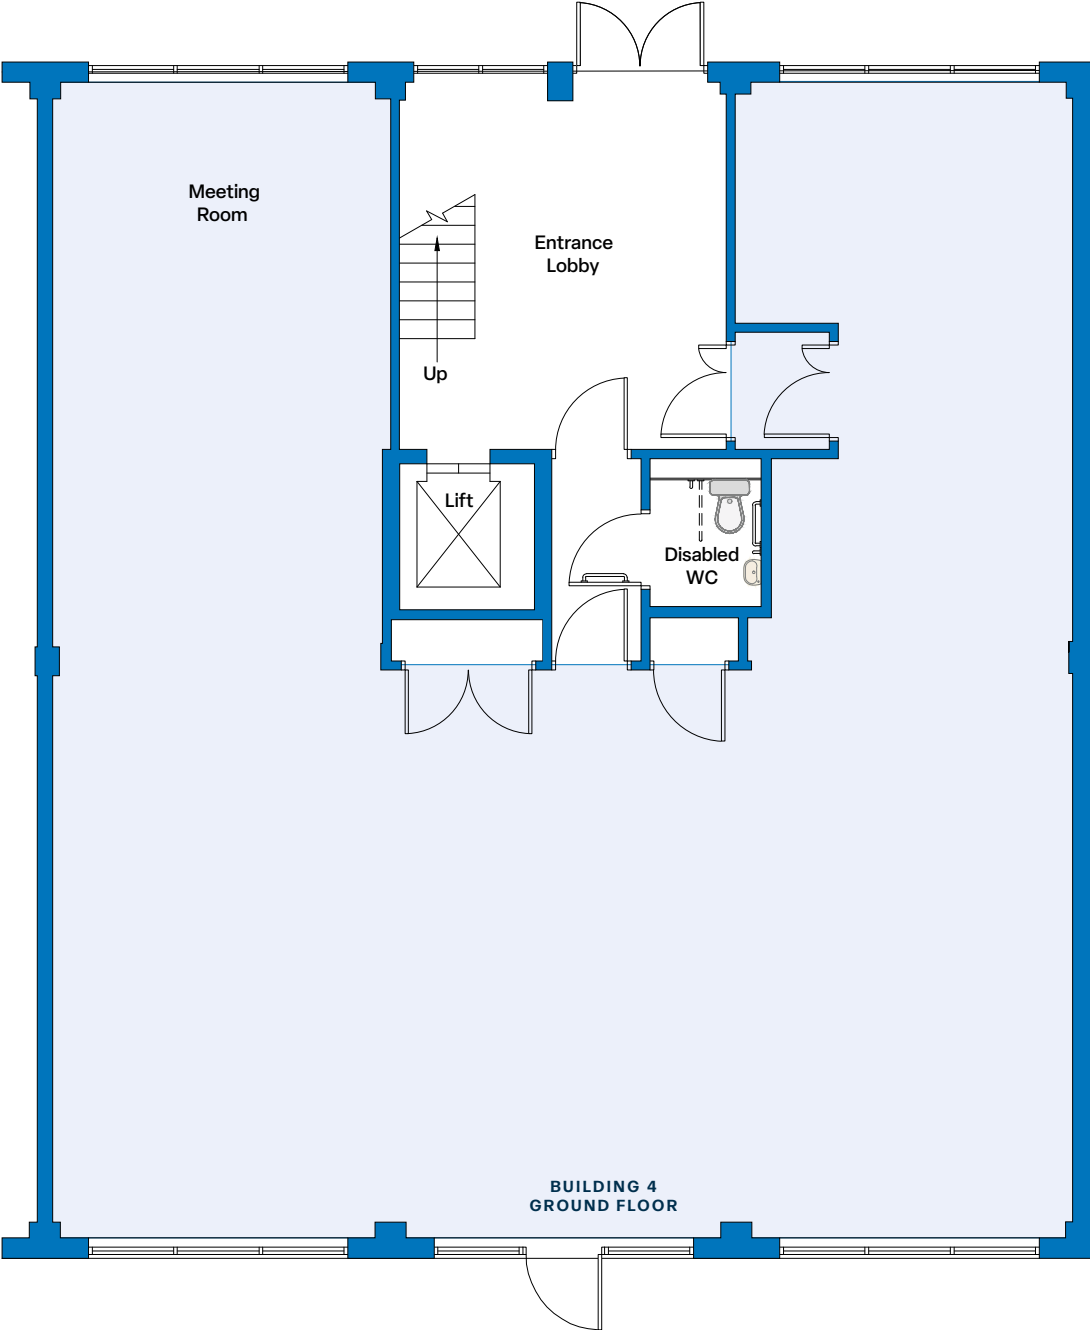 Meeting
Room
Entrance
Lobby
Up
Lift
Disabled
WC
BUILDING 4
GROUND FLOOR